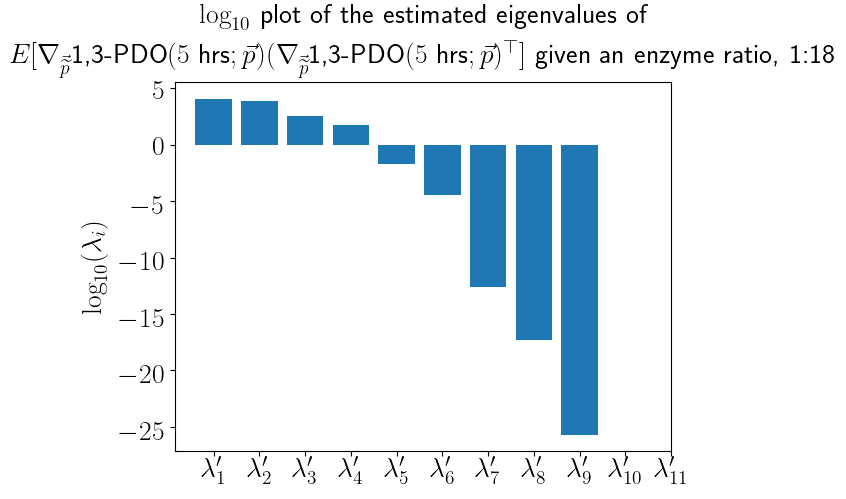 log₁₀ plot of the estimated eigenvalues of
E[∇_p̃⃗ 1,3-PDO(5 hrs; p⃗)(∇_p̃⃗ 1,3-PDO(5 hrs; p⃗)^⊤] given an enzyme ratio, 1:18
5
0
−5
−10
−15
−20
−25
log₁₀(λᵢ)
λ′₁ λ′₂ λ′₃ λ′₄ λ′₅ λ′₆ λ′₇ λ′₈ λ′₉ λ′₁₀ λ′₁₁